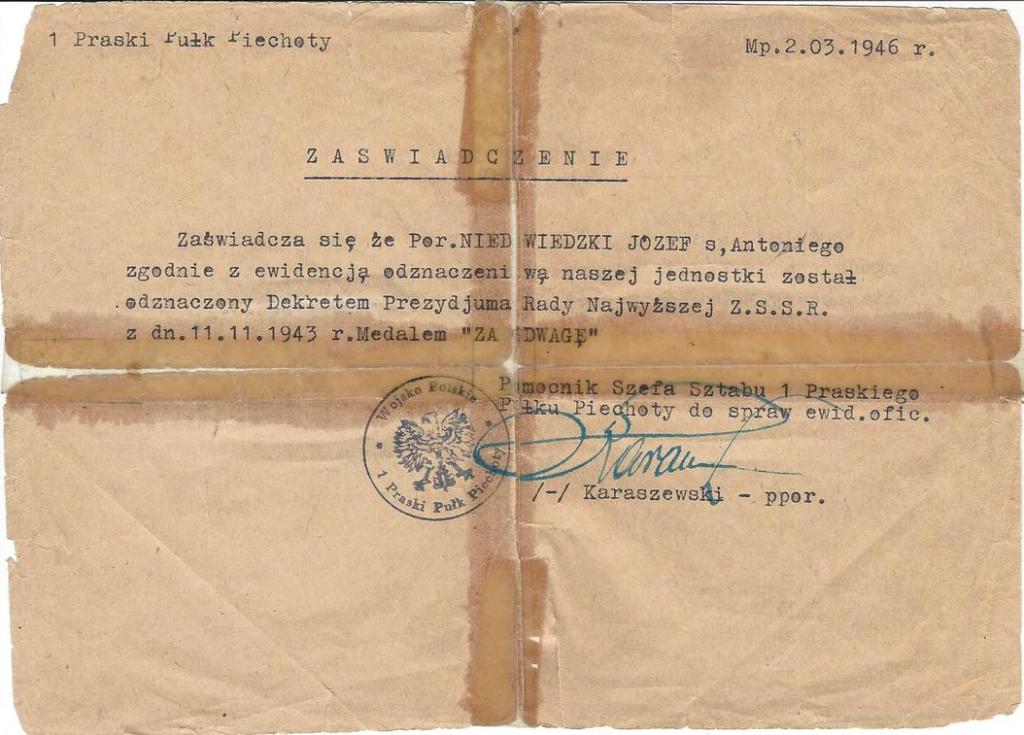 1 Praski Pułk Piechoty
Mp.2.03.1946 r.
ZASWIADCZENIE
Zaświadcza się że Por.NIED WIEDZKI JOZEF s,Antoniego
zgodnie z ewidencją odznaczeni wą naszej jednostki został
odznaczony Dekretem Prezydjuma Rady Najwyższej Z.S.S.R.
z dn.11.11.1943 r.Medalem "ZA ODWAGĘ"
Pomocnik Szefa Sztabu 1 Praskiego
Pułku Piechoty do spraw ewid.ofic.
Wojsko Polskie
* 1 Praski Pułk Piechoty *
/-/ Karaszewski - ppor.